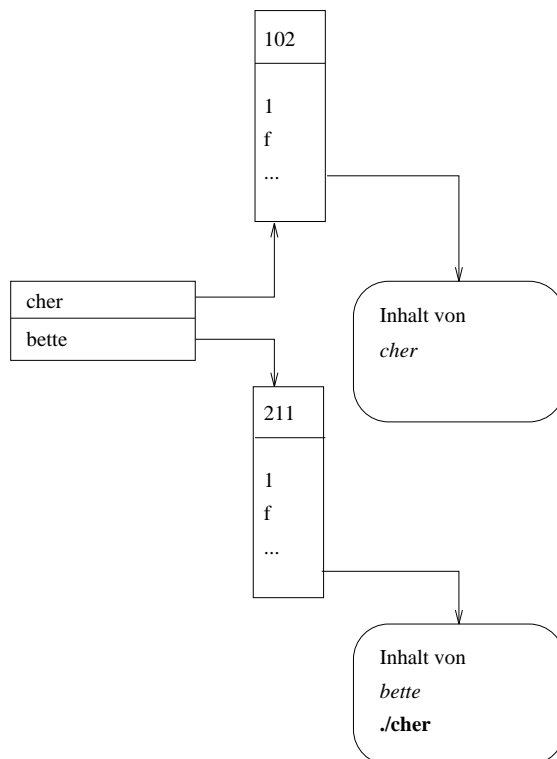 102
1
f
...
cher
bette
Inhalt von
cher
211
1
f
...
Inhalt von
bette
./cher